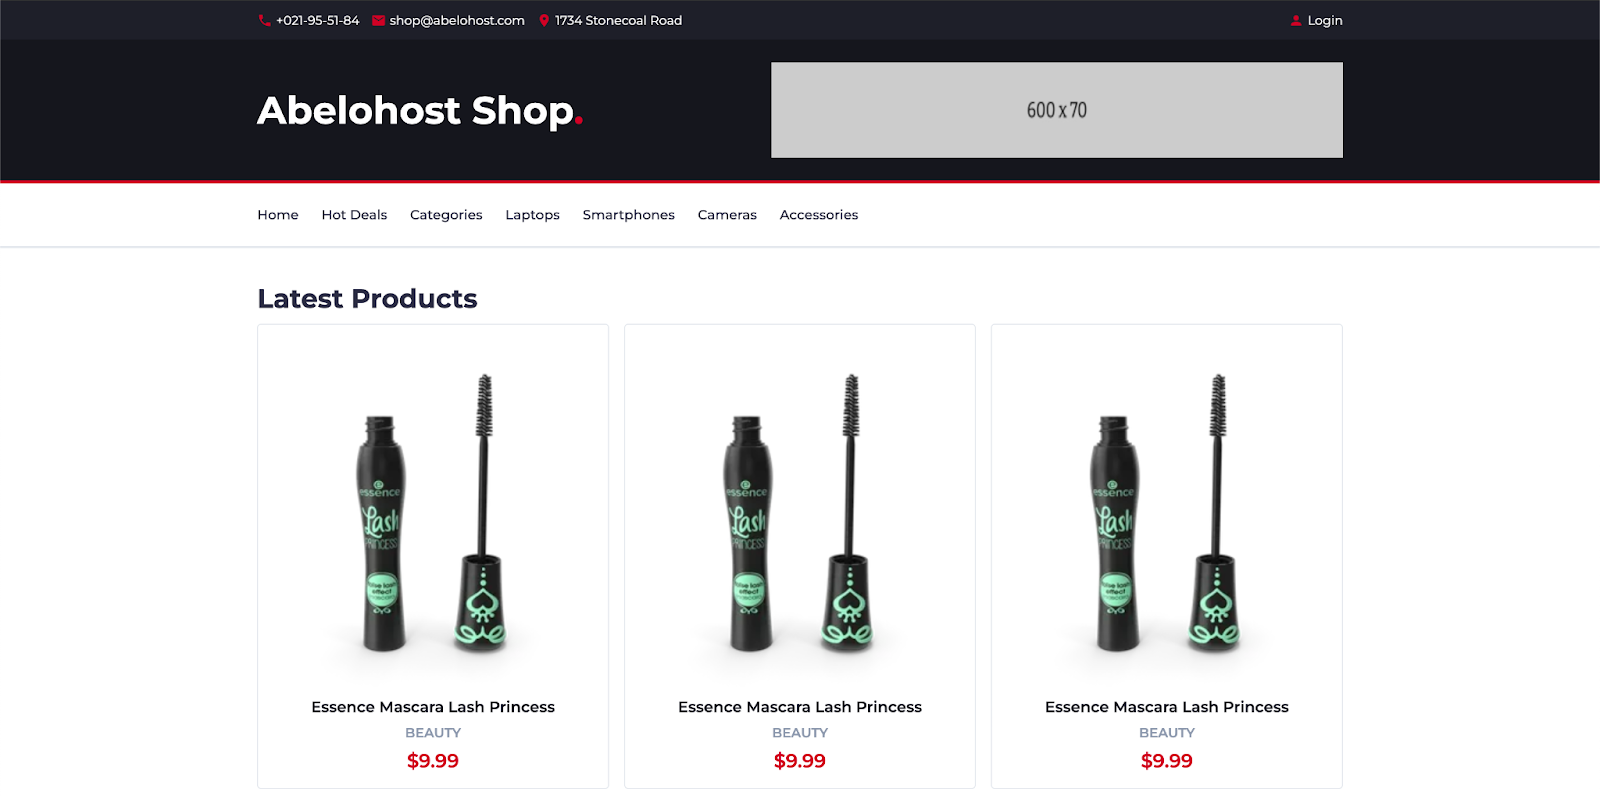 +021-95-51-84 shop@abelohost.com 1734 Stonecoal Road Login
Abelohost Shop.
600 x 70
Home Hot Deals Categories Laptops Smartphones Cameras Accessories
Latest Products
essence essence essence
Lash Lash Lash
PRINCESS PRINCESS PRINCESS
false lash false lash false lash
effect effect effect
mascara mascara mascara
Essence Mascara Lash Princess Essence Mascara Lash Princess Essence Mascara Lash Princess
BEAUTY BEAUTY BEAUTY
$9.99 $9.99 $9.99